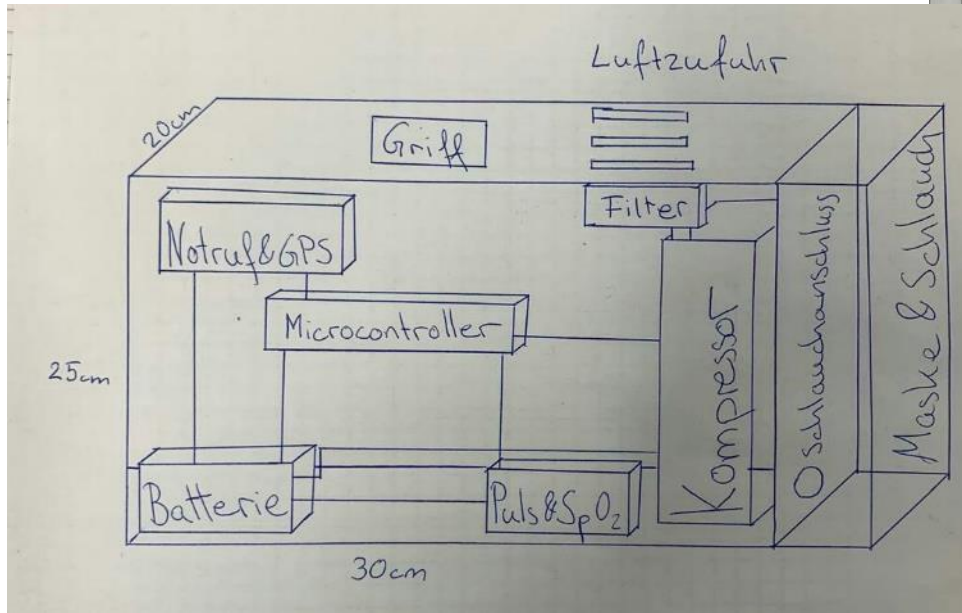 Luftzufuhr
20cm
Griff
Filter
Notruf&GPS
Microcontroller
25cm
Kompressor
O Schlauchanschluss
Maske & Schlauch
Batterie
Puls&SpO₂
30cm